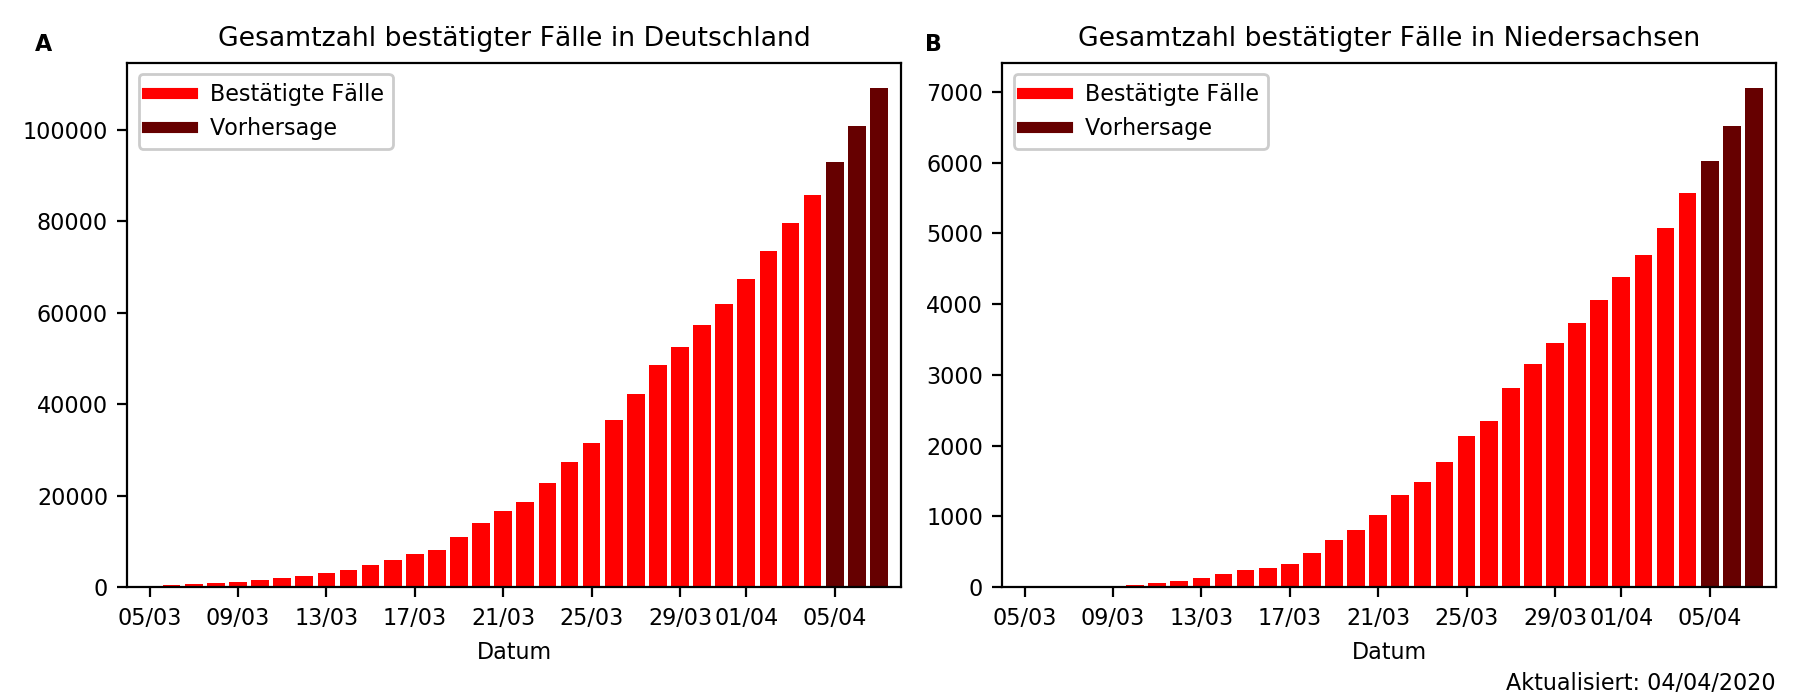 A
Gesamtzahl bestätigter Fälle in Deutschland
Bestätigte Fälle
Vorhersage
100000
80000
60000
40000
20000
0
05/03 09/03 13/03 17/03 21/03 25/03 29/03 01/04 05/04
Datum
B
Gesamtzahl bestätigter Fälle in Niedersachsen
Bestätigte Fälle
Vorhersage
7000
6000
5000
4000
3000
2000
1000
0
05/03 09/03 13/03 17/03 21/03 25/03 29/03 01/04 05/04
Datum
Aktualisiert: 04/04/2020